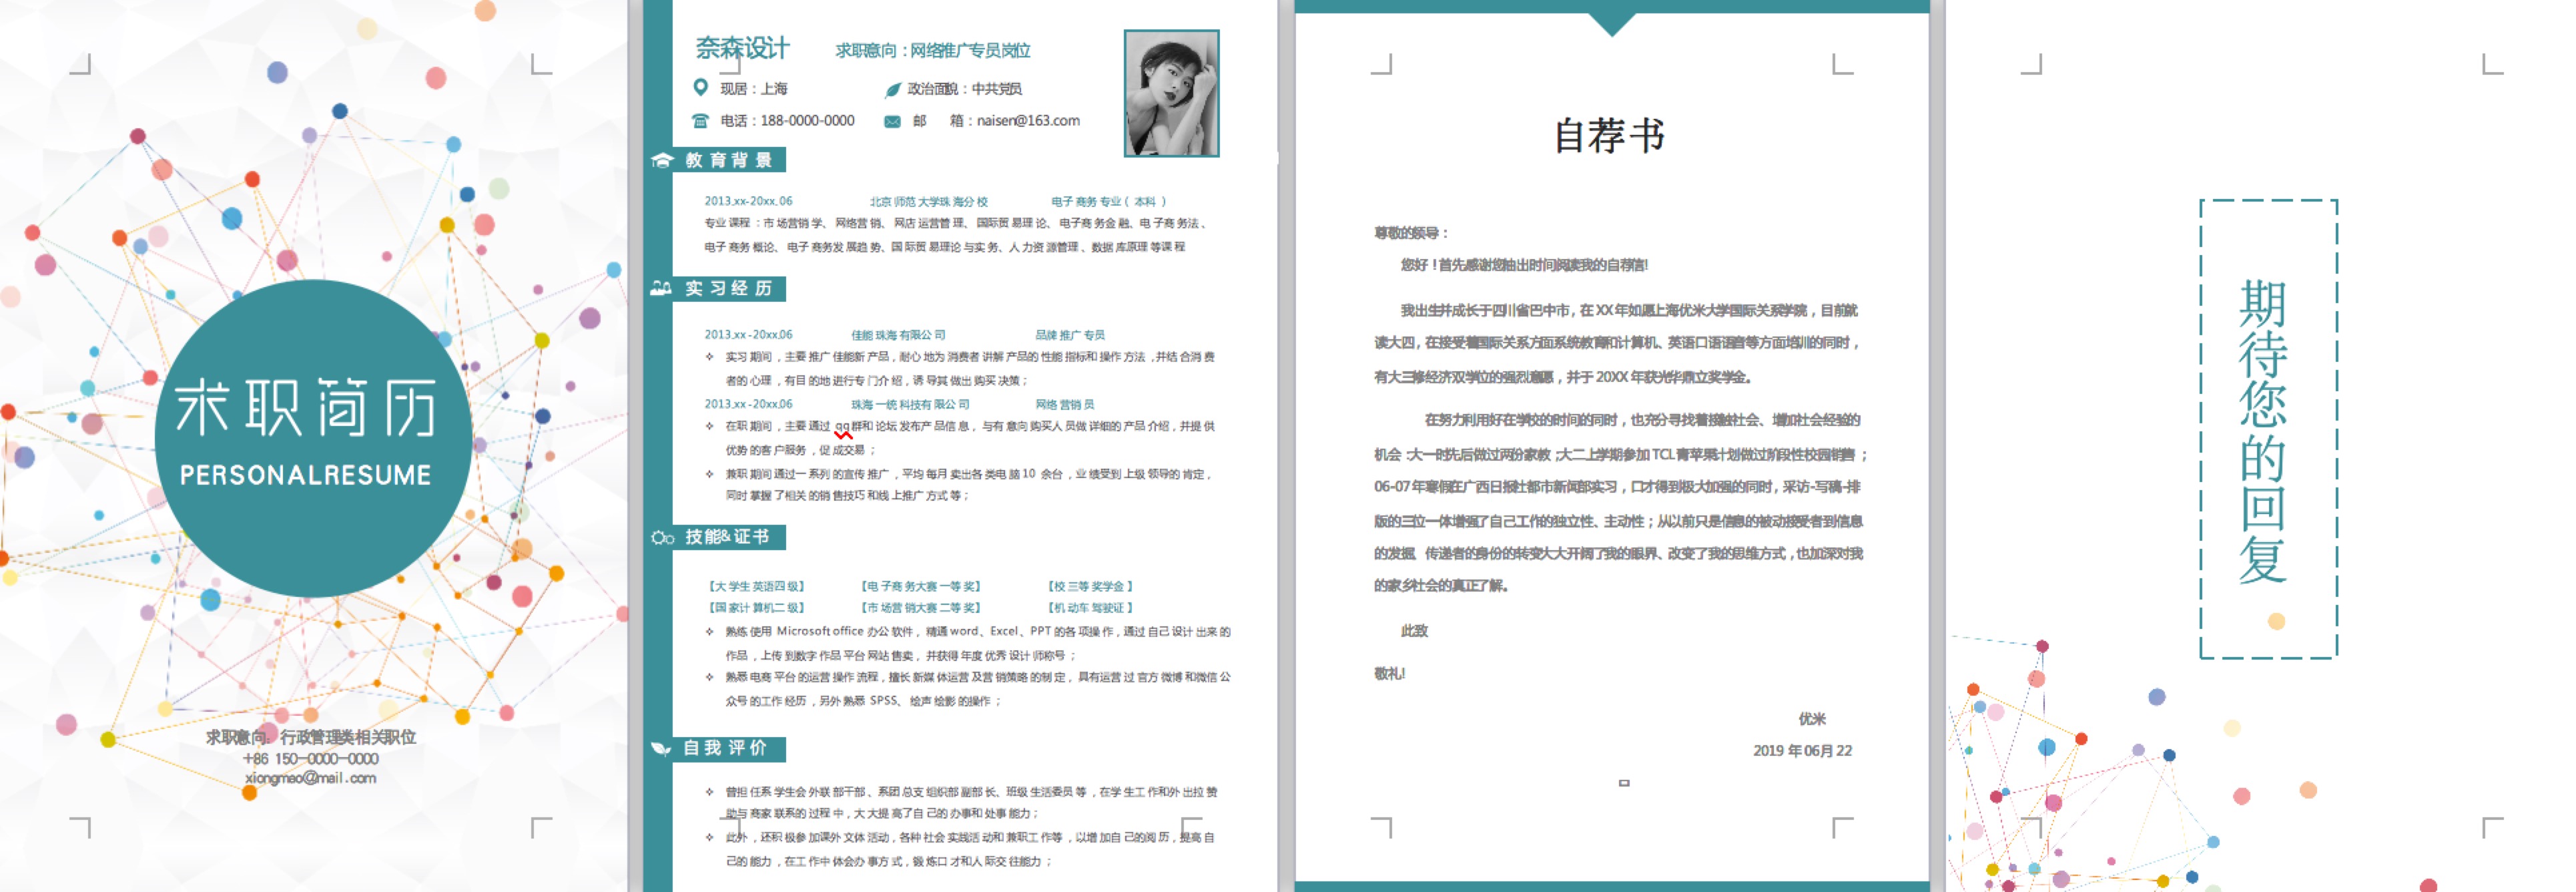 求职简历
PERSONALRESUME
求职意向：行政管理类相关职位
+86 150-0000-0000
xiongmao@mail.com
奈森设计
求职意向：网络推广专员岗位
现居：上海
政治面貌：中共党员
电话：188-0000-0000
邮 箱：naisen@163.com
教育背景
2013.xx-20xx.06 北京师范大学珠海分校 电子商务专业（本科）
专业课程：市场营销学、网络营销、网店运营管理、国际贸易理论、电子商务金融、电子商务法、
电子商务概论、电子商务发展趋势、国际贸易理论与实务、人力资源管理、数据库原理等课程
实习经历
2013.xx-20xx.06 佳能珠海有限公司 品牌推广专员
实习期间，主要推广佳能新产品，耐心地为消费者讲解产品的性能指标和操作方法，并结合消费
者的心理，有目的地进行专门介绍，诱导其做出购买决策；
2013.xx-20xx.06 珠海一统科技有限公司 网络营销员
在职期间，主要通过qq群和论坛发布产品信息，与有意向购买人员做详细的产品介绍，并提供
优势的客户服务，促成交易；
兼职期间通过一系列的宣传推广，平均每月卖出各类电脑10余台，业绩受到上级领导的肯定，
同时掌握了相关的销售技巧和线上推广方式等；
技能&证书
【大学生英语四级】 【电子商务大赛一等奖】 【校三等奖学金】
【国家计算机二级】 【市场营销大赛二等奖】 【机动车驾驶证】
熟练使用 Microsoft office 办公软件，精通word、Excel、PPT的各项操作，通过自己设计出来的
作品，上传到数字作品平台网站售卖，并获得年度优秀设计师称号；
熟悉电商平台的运营操作流程，擅长新媒体运营及营销策略的制定，具有运营过官方微博和微信公
众号的工作经历，另外熟悉 SPSS、绘声绘影的操作；
自我评价
曾担任系学生会外联部干部、系团总支组织部副部长、班级生活委员等，在学生工作和外出拉赞
助与商家联系的过程中，大大提高了自己的办事和处事能力；
此外，还积极参加课外文体活动，各种社会实践活动和兼职工作等，以增加自己的阅历，提高自
己的能力，在工作中体会办事方式，锻炼口才和人际交往能力；
自荐书
尊敬的领导：
您好！首先感谢您抽出时间阅读我的自荐信！
我出生并成长于四川省巴中市，在XX年如愿上海优米大学国际关系学院，目前就
读大四，在接受着国际关系方面系统教育和计算机、英语口语语音等方面培训的同时，
有大三修经济双学位的强烈意愿，并于20XX年获光华鼎立奖学金。
在努力利用好在学校的时间的同时，也充分寻找着接触社会、增加社会经验的
机会：大一时先后做过两份家教；大二上学期参加TCL青苹果计划做过阶段性校园销售；
06-07年寒假在广西日报社都市新闻部实习，口才得到极大加强的同时，采访-写稿-排
版的三位一体增强了自己工作的独立性、主动性；从以前只是信息的被动接受者到信息
的发掘、传递者的身份的转变大大开阔了我的眼界、改变了我的思维方式，也加深对我
的家乡社会的真正了解。
此致
敬礼！
优米
2019年06月22
期待您的回复